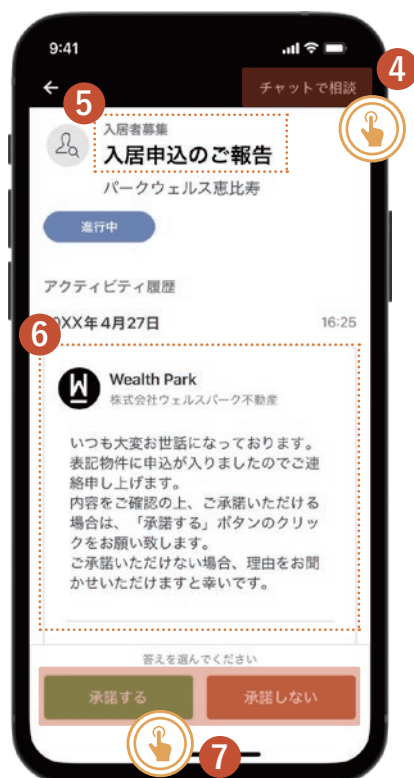 9:41
4
チャットで相談
5
入居者募集
入居申込のご報告
パークウェルス恵比寿
進行中
アクティビティ履歴
XX年4月27日
16:25
6
Wealth Park
株式会社ウェルスパーク不動産
いつも大変お世話になっております。
表記物件に申込が入りましたのでご連
絡申し上げます。
内容をご確認の上、ご承諾いただける
場合は、「承諾する」ボタンのクリッ
クをお願い致します。
ご承諾いただけない場合、理由をお聞
かせいただけますと幸いです。
答えを選んでください
承諾する
承諾しない
7